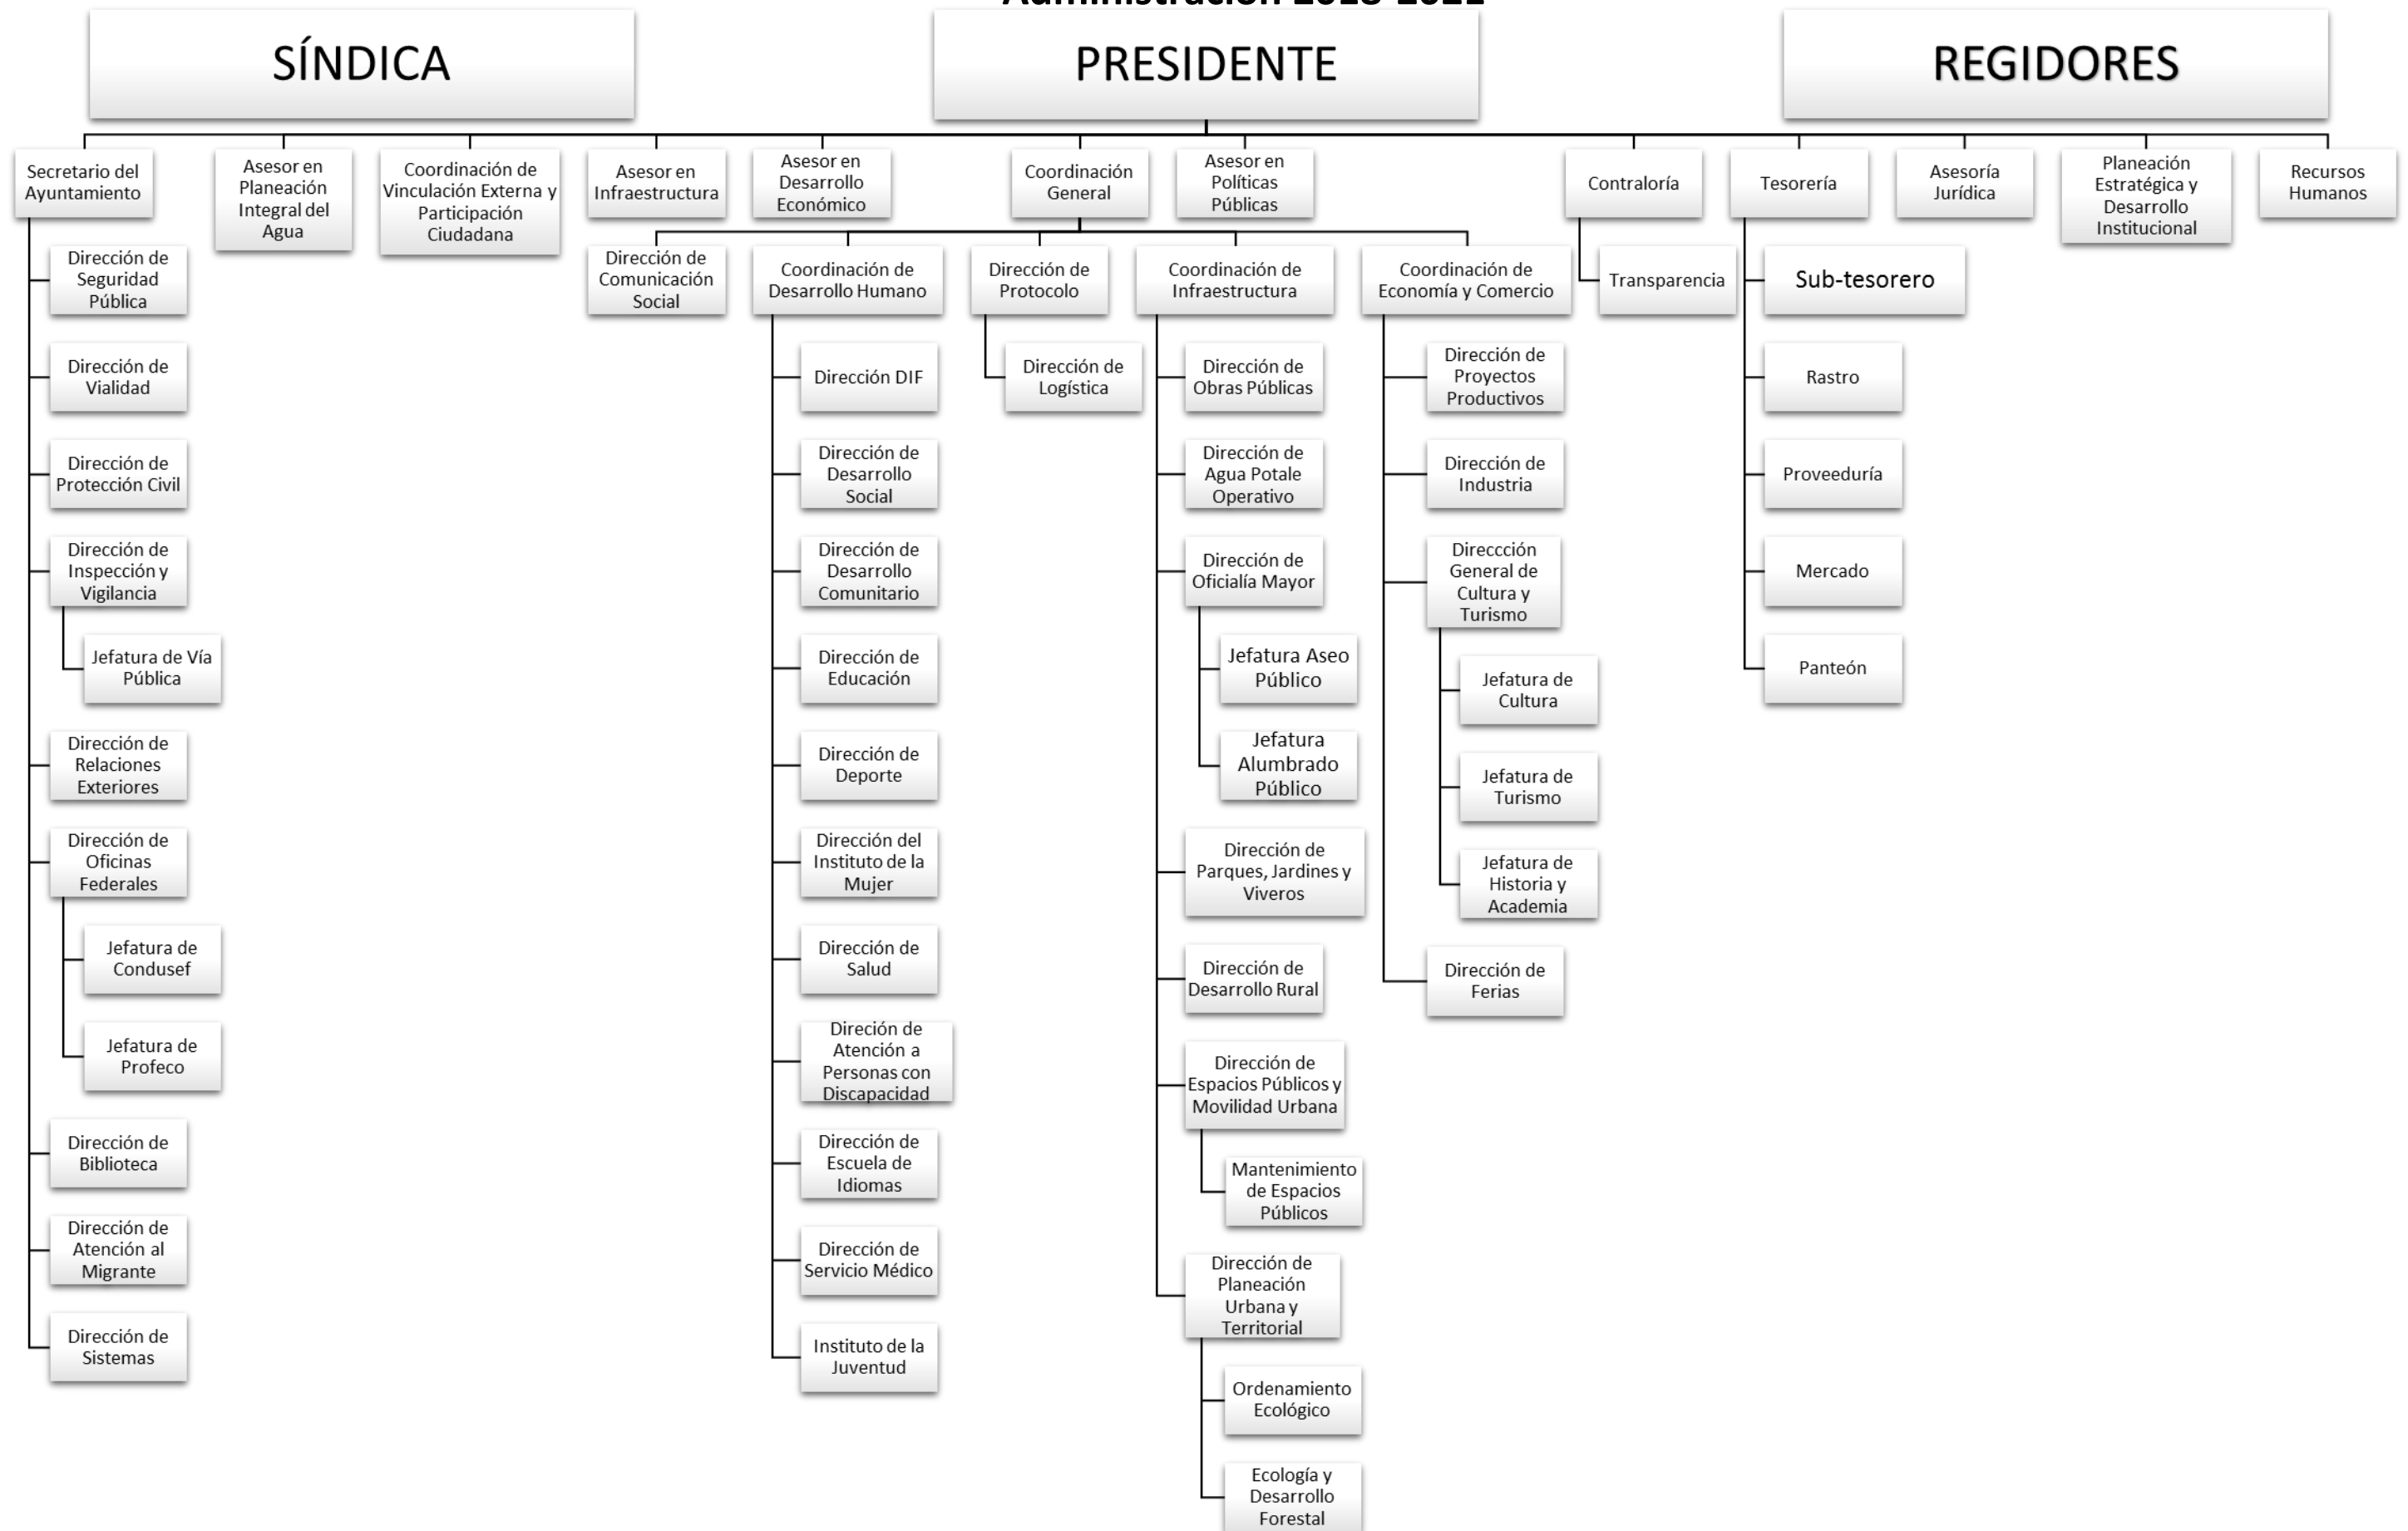 Administración 2018-2021
SÍNDICA
PRESIDENTE
REGIDORES
Secretario del
Ayuntamiento
Asesor en
Planeación
Integral del
Agua
Coordinación de
Vinculación Externa y
Participación
Ciudadana
Asesor en
Infraestructura
Asesor en
Desarrollo
Económico
Coordinación
General
Asesor en
Políticas
Públicas
Contraloría
Tesorería
Asesoría
Jurídica
Planeación
Estratégica y
Desarrollo
Institucional
Recursos
Humanos
Dirección de
Seguridad
Pública
Dirección de
Vialidad
Dirección de
Protección Civil
Dirección de
Inspección y
Vigilancia
Jefatura de Vía
Pública
Dirección de
Relaciones
Exteriores
Dirección de
Oficinas
Federales
Jefatura de
Condusef
Jefatura de
Profeco
Dirección de
Biblioteca
Dirección de
Atención al
Migrante
Dirección de
Sistemas
Dirección de
Comunicación
Social
Coordinación de
Desarrollo Humano
Dirección DIF
Dirección de
Desarrollo
Social
Dirección de
Desarrollo
Comunitario
Dirección de
Educación
Dirección de
Deporte
Dirección del
Instituto de la
Mujer
Dirección de
Salud
Direción de
Atención a
Personas con
Discapacidad
Dirección de
Escuela de
Idiomas
Dirección de
Servicio Médico
Instituto de la
Juventud
Dirección de
Protocolo
Dirección de
Logística
Coordinación de
Infraestructura
Dirección de
Obras Públicas
Dirección de
Agua Potale
Operativo
Dirección de
Oficialía Mayor
Jefatura Aseo
Público
Jefatura
Alumbrado
Público
Dirección de
Parques, Jardines y
Viveros
Dirección de
Desarrollo Rural
Dirección de
Espacios Públicos y
Movilidad Urbana
Mantenimiento
de Espacios
Públicos
Dirección de
Planeación
Urbana y
Territorial
Ordenamiento
Ecológico
Ecología y
Desarrollo
Forestal
Coordinación de
Economía y Comercio
Dirección de
Proyectos
Productivos
Dirección de
Industria
Direccción
General de
Cultura y
Turismo
Jefatura de
Cultura
Jefatura de
Turismo
Jefatura de
Historia y
Academia
Dirección de
Ferias
Transparencia
Sub-tesorero
Rastro
Proveeduría
Mercado
Panteón